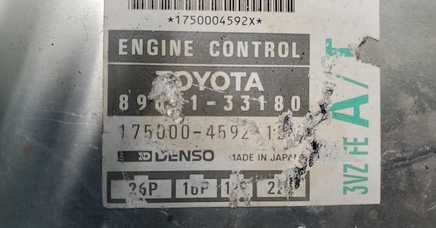 *1750004592X*
ENGINE CONTROL
TOYOTA
175000-4592
DENSO MADE IN JAPAN
26P 16P
3VZ FE A/T